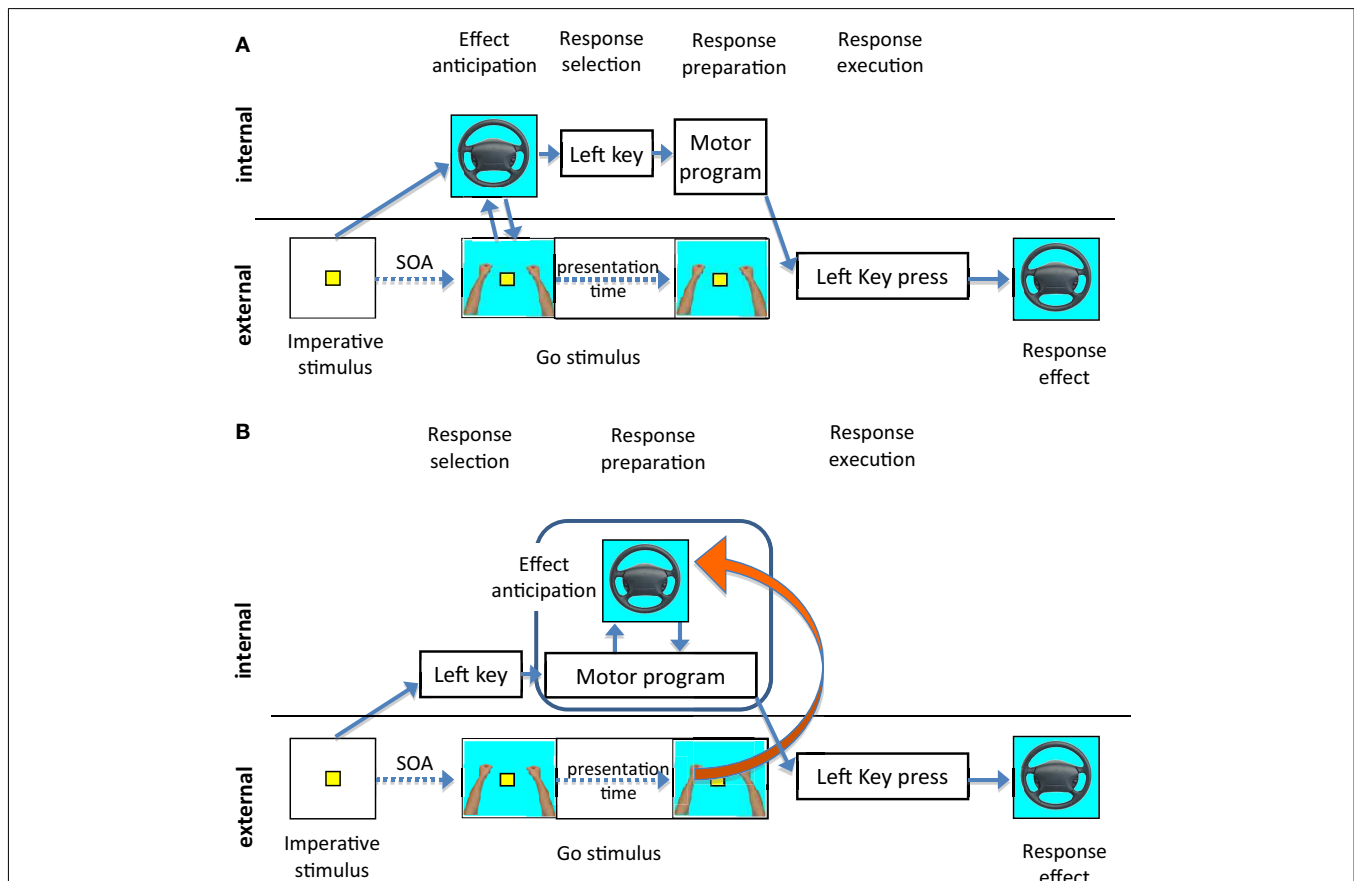 A
Effect
anticipation
Response
selection
Response
preparation
Response
execution
internal
Left key
Motor
program
external
SOA
presentation
time
Left Key press
Imperative
stimulus
Go stimulus
Response
effect
B
Response
selection
Response
preparation
Response
execution
internal
Effect
anticipation
Left key
Motor program
external
SOA
presentation
time
Left Key press
Imperative
stimulus
Go stimulus
Response
effect